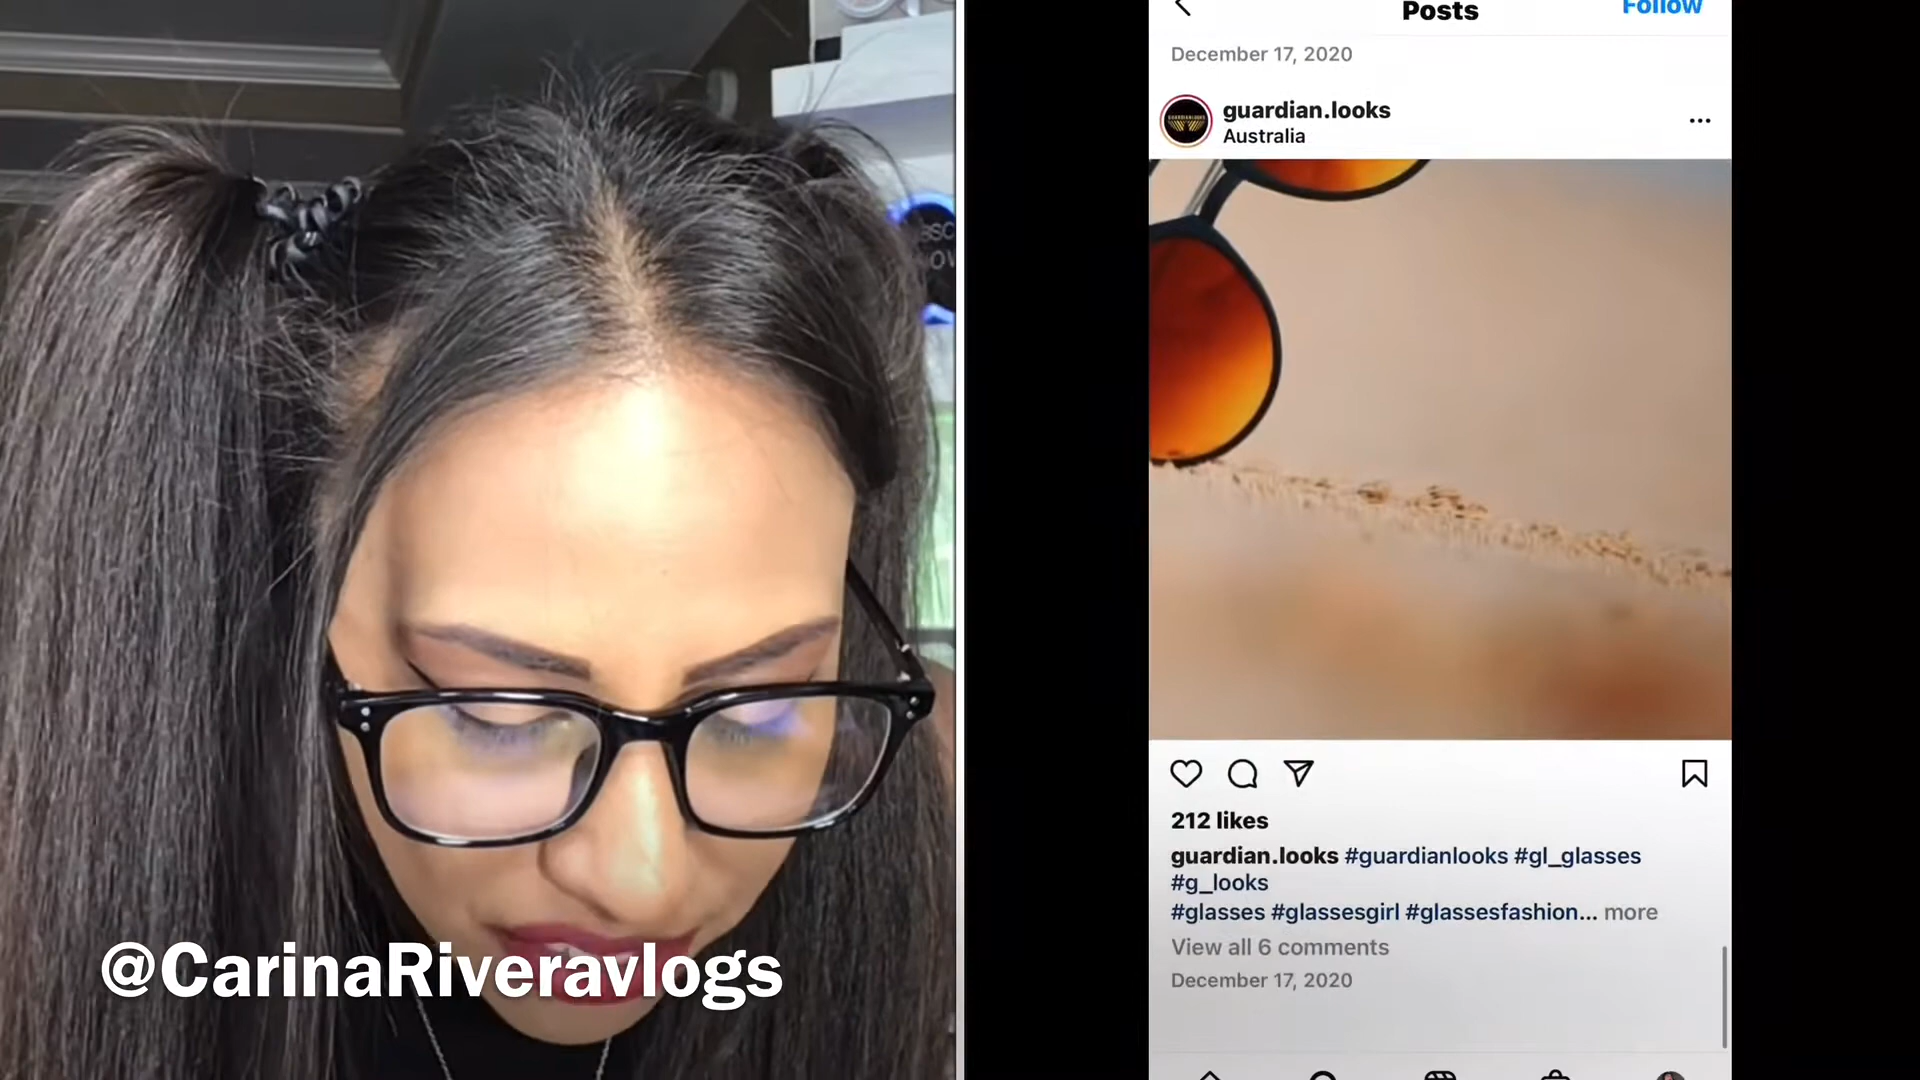 Posts
Follow
December 17, 2020
guardian.looks
Australia
212 likes
guardian.looks #guardianlooks #gl_glasses
#g_looks
#glasses #glassesgirl #glassesfashion... more
View all 6 comments
December 17, 2020
@CarinaRiveravlogs